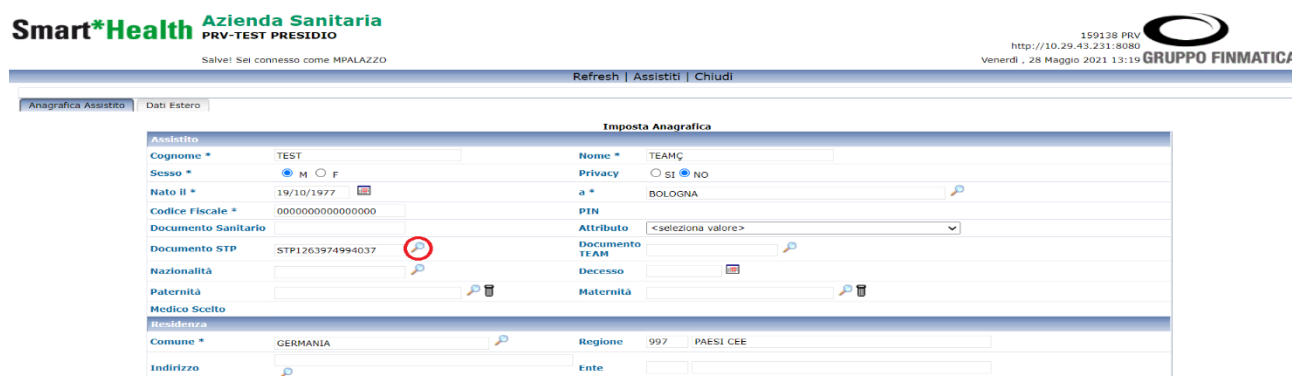 Smart*Health Azienda Sanitaria
PRV-TEST PRESIDIO
159138 PRV
http://10.29.43.231:8080
Salve! Sei connesso come MPALAZZO
Venerdì , 28 Maggio 2021 13:19 GRUPPO FINMATICA
Refresh | Assistiti | Chiudi
Anagrafica Assistito Dati Estero
Imposta Anagrafica
Assistito
Cognome * TEST Nome * TEAMÇ
Sesso * M F Privacy SI NO
Nato il * 19/10/1977 a * BOLOGNA
Codice Fiscale * 0000000000000000 PIN
Documento Sanitario Attributo <seleziona valore>
Documento STP STP1263974994037 Documento TEAM
Nazionalità Decesso
Paternità Maternità
Medico Scelto
Residenza
Comune * GERMANIA Regione 997 PAESI CEE
Indirizzo Ente